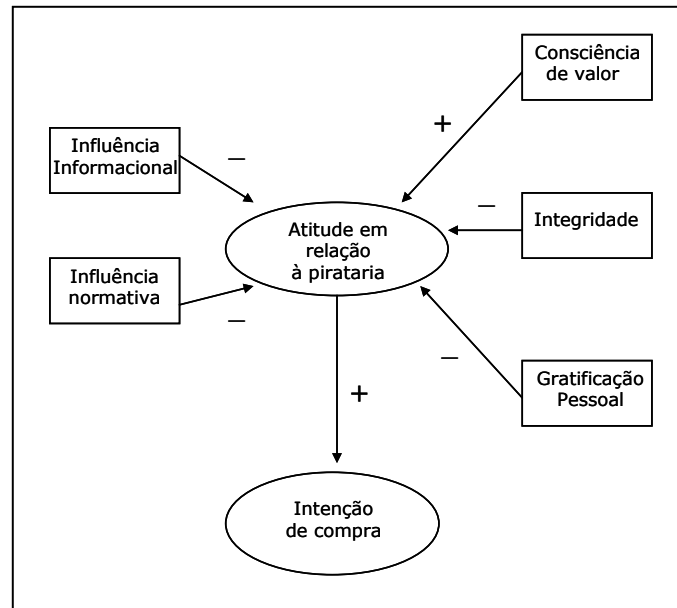 Consciência
de valor
+
Influência
Informacional
–
Atitude em
relação
à pirataria
–
Integridade
Influência
normativa
–
–
Gratificação
Pessoal
+
Intenção
de compra